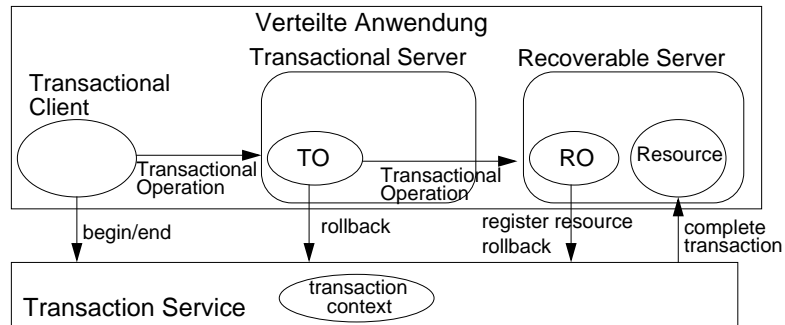 Verteilte Anwendung
Transactional Server
Recoverable Server
Transactional
Client
TO
RO
Resource
Transactional
Operation
Transactional
Operation
begin/end
rollback
register resource
rollback
complete
transaction
Transaction Service
transaction
context